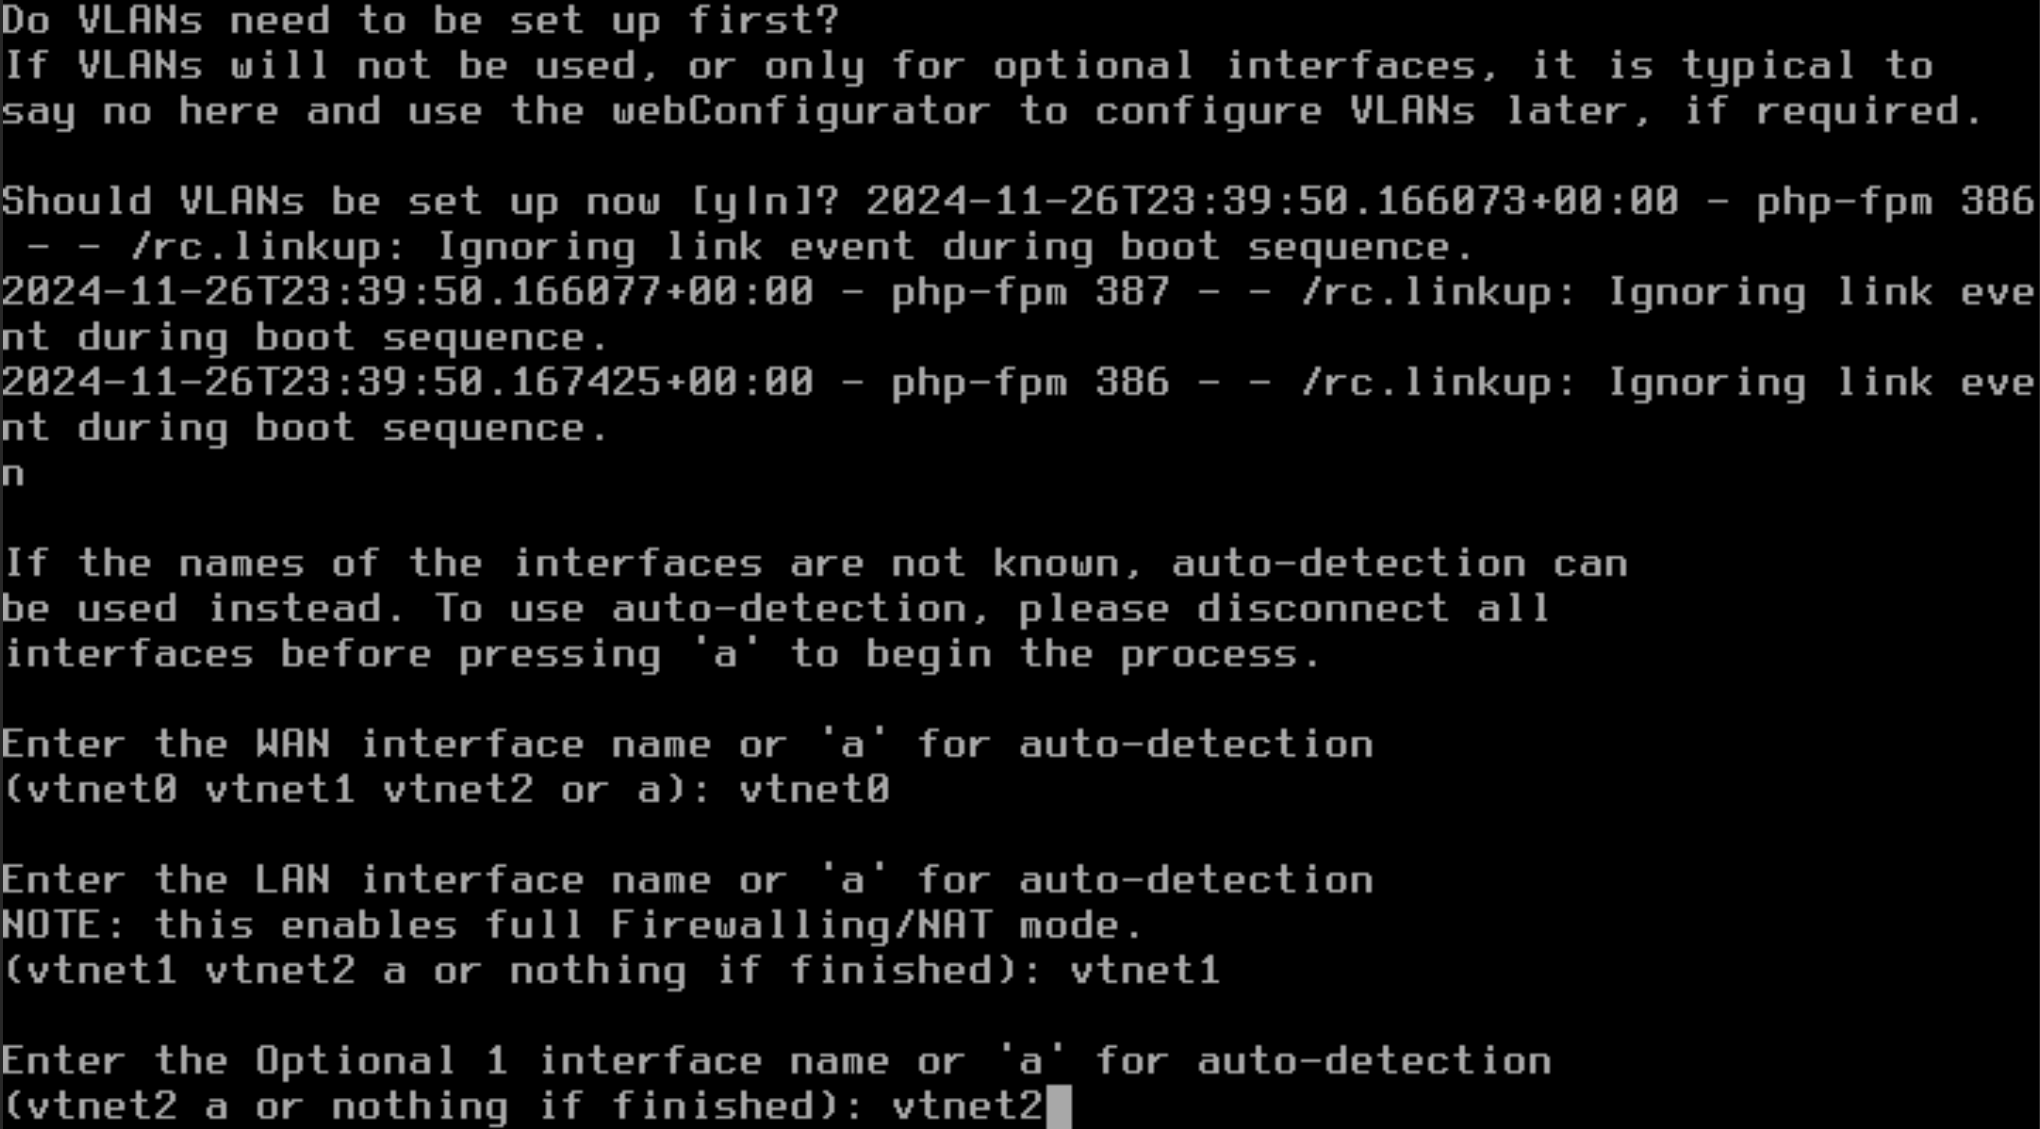 Do VLANs need to be set up first?
If VLANs will not be used, or only for optional interfaces, it is typical to
say no here and use the webConfigurator to configure VLANs later, if required.
Should VLANs be set up now [y|n]? 2024-11-26T23:39:50.166073+00:00 - php-fpm 386
- - /rc.linkup: Ignoring link event during boot sequence.
2024-11-26T23:39:50.166077+00:00 - php-fpm 387 - - /rc.linkup: Ignoring link eve
nt during boot sequence.
2024-11-26T23:39:50.167425+00:00 - php-fpm 386 - - /rc.linkup: Ignoring link eve
nt during boot sequence.
n
If the names of the interfaces are not known, auto-detection can
be used instead. To use auto-detection, please disconnect all
interfaces before pressing 'a' to begin the process.
Enter the WAN interface name or 'a' for auto-detection
(vtnet0 vtnet1 vtnet2 or a): vtnet0
Enter the LAN interface name or 'a' for auto-detection
NOTE: this enables full Firewalling/NAT mode.
(vtnet1 vtnet2 a or nothing if finished): vtnet1
Enter the Optional 1 interface name or 'a' for auto-detection
(vtnet2 a or nothing if finished): vtnet2